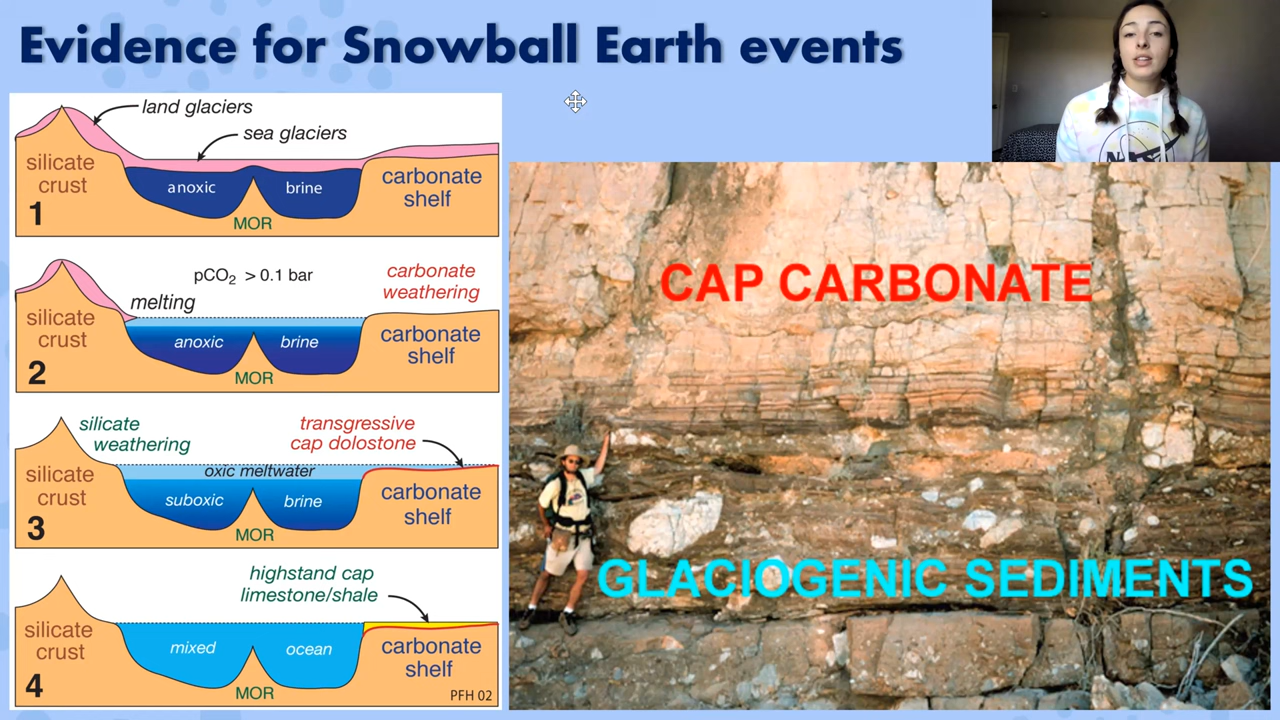 Evidence for Snowball Earth events
land glaciers
sea glaciers
silicate
crust
anoxic
brine
carbonate
shelf
1
MOR
pCO₂ > 0.1 bar
carbonate
weathering
melting
silicate
crust
anoxic
brine
carbonate
shelf
2
MOR
silicate
weathering
transgressive
cap dolostone
oxic meltwater
silicate
crust
suboxic
brine
carbonate
shelf
3
MOR
highstand cap
limestone/shale
silicate
crust
mixed
ocean
carbonate
shelf
4
MOR
PFH 02
CAP CARBONATE
GLACIOGENIC SEDIMENTS